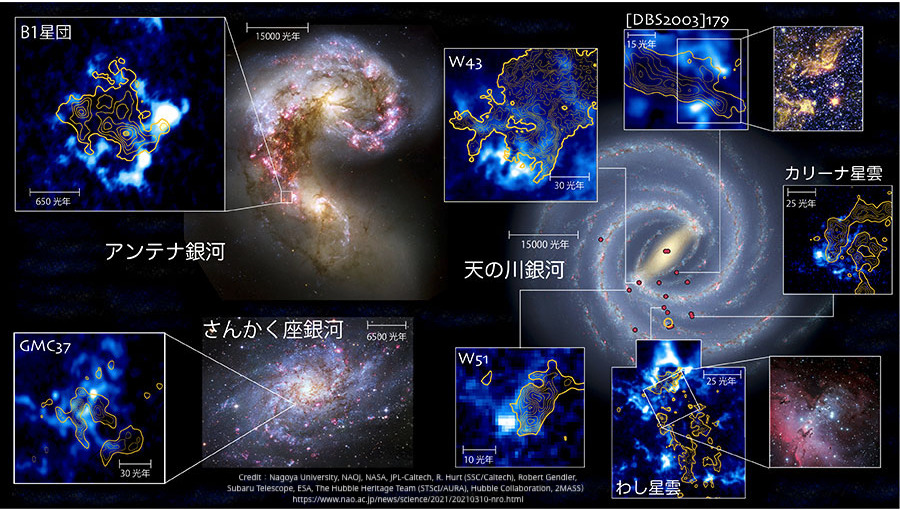 B1星団
650 光年
15000 光年
アンテナ銀河
W43
30 光年
[DBS2003]179
15 光年
カリーナ星雲
25 光年
15000 光年
天の川銀河
GMC37
30 光年
さんかく座銀河
6500 光年
W51
10 光年
25 光年
わし星雲
Credit : Nagoya University, NAOJ, NASA, JPL-Caltech, R. Hurt (SSC/Caltech), Robert Gendler,
Subaru Telescope, ESA, The Hubble Heritage Team (STScI/AURA), Hubble Collaboration, 2MASS)
https://www.nao.ac.jp/news/science/2021/20210310-nro.html